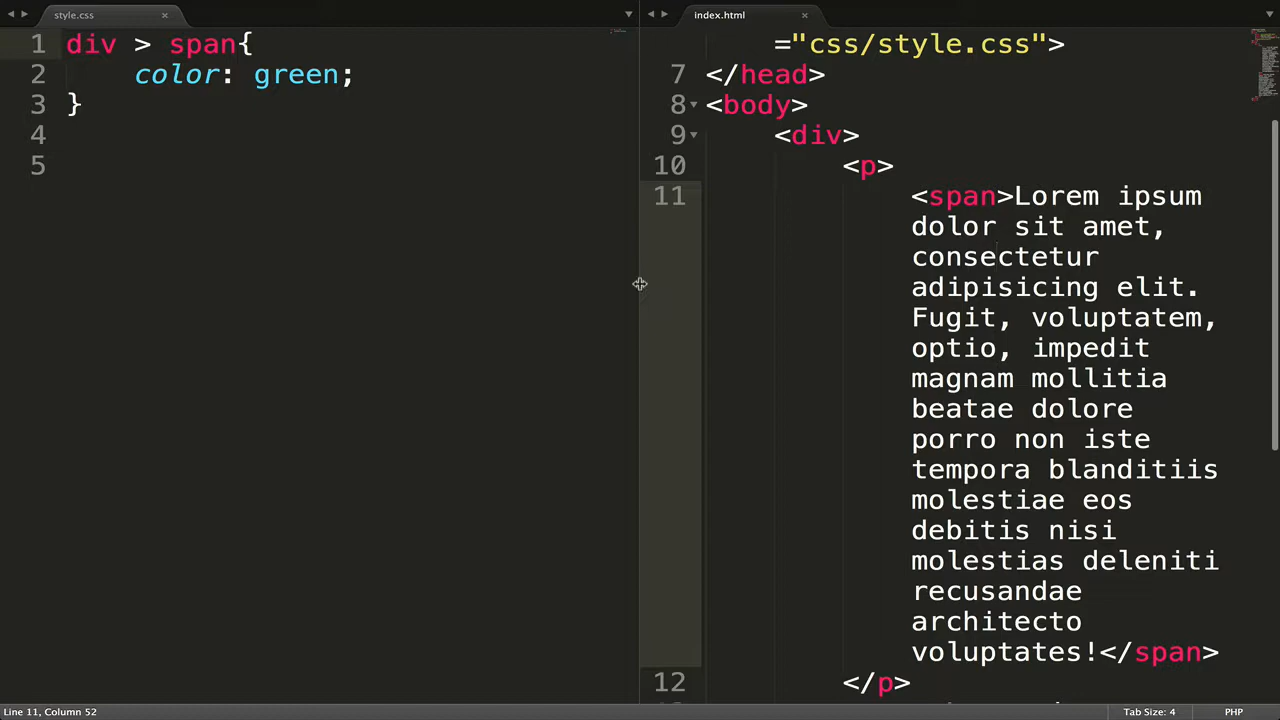 style.css
index.html
1 div > span{
2 color: green;
3 }
4
5
="css/style.css">
7 </head>
8 <body>
9 <div>
10 <p>
11 <span>Lorem ipsum
dolor sit amet,
consectetur
adipisicing elit.
Fugit, voluptatem,
optio, impedit
magnam mollitia
beatae dolore
porro non iste
tempora blanditiis
molestiae eos
debitis nisi
molestias deleniti
recusandae
architecto
voluptates!</span>
12 </p>
Line 11, Column 52
Tab Size: 4
PHP